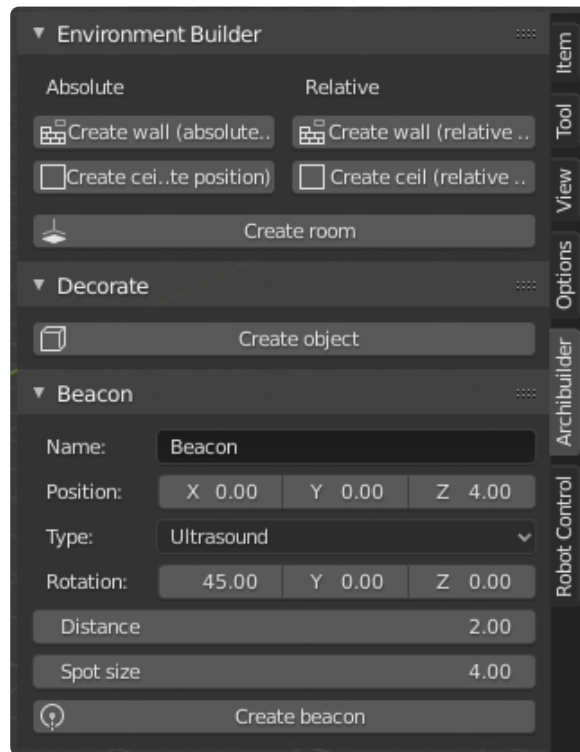 Environment Builder
Absolute Relative
Create wall (absolute.. Create wall (relative ..
Create cei..te position) Create ceil (relative ..
Create room
Decorate
Create object
Beacon
Name: Beacon
Position: X 0.00 Y 0.00 Z 4.00
Type: Ultrasound
Rotation: 45.00 Y 0.00 Z 0.00
Distance 2.00
Spot size 4.00
Create beacon
Item
Tool
View
Options
Archibuilder
Robot Control